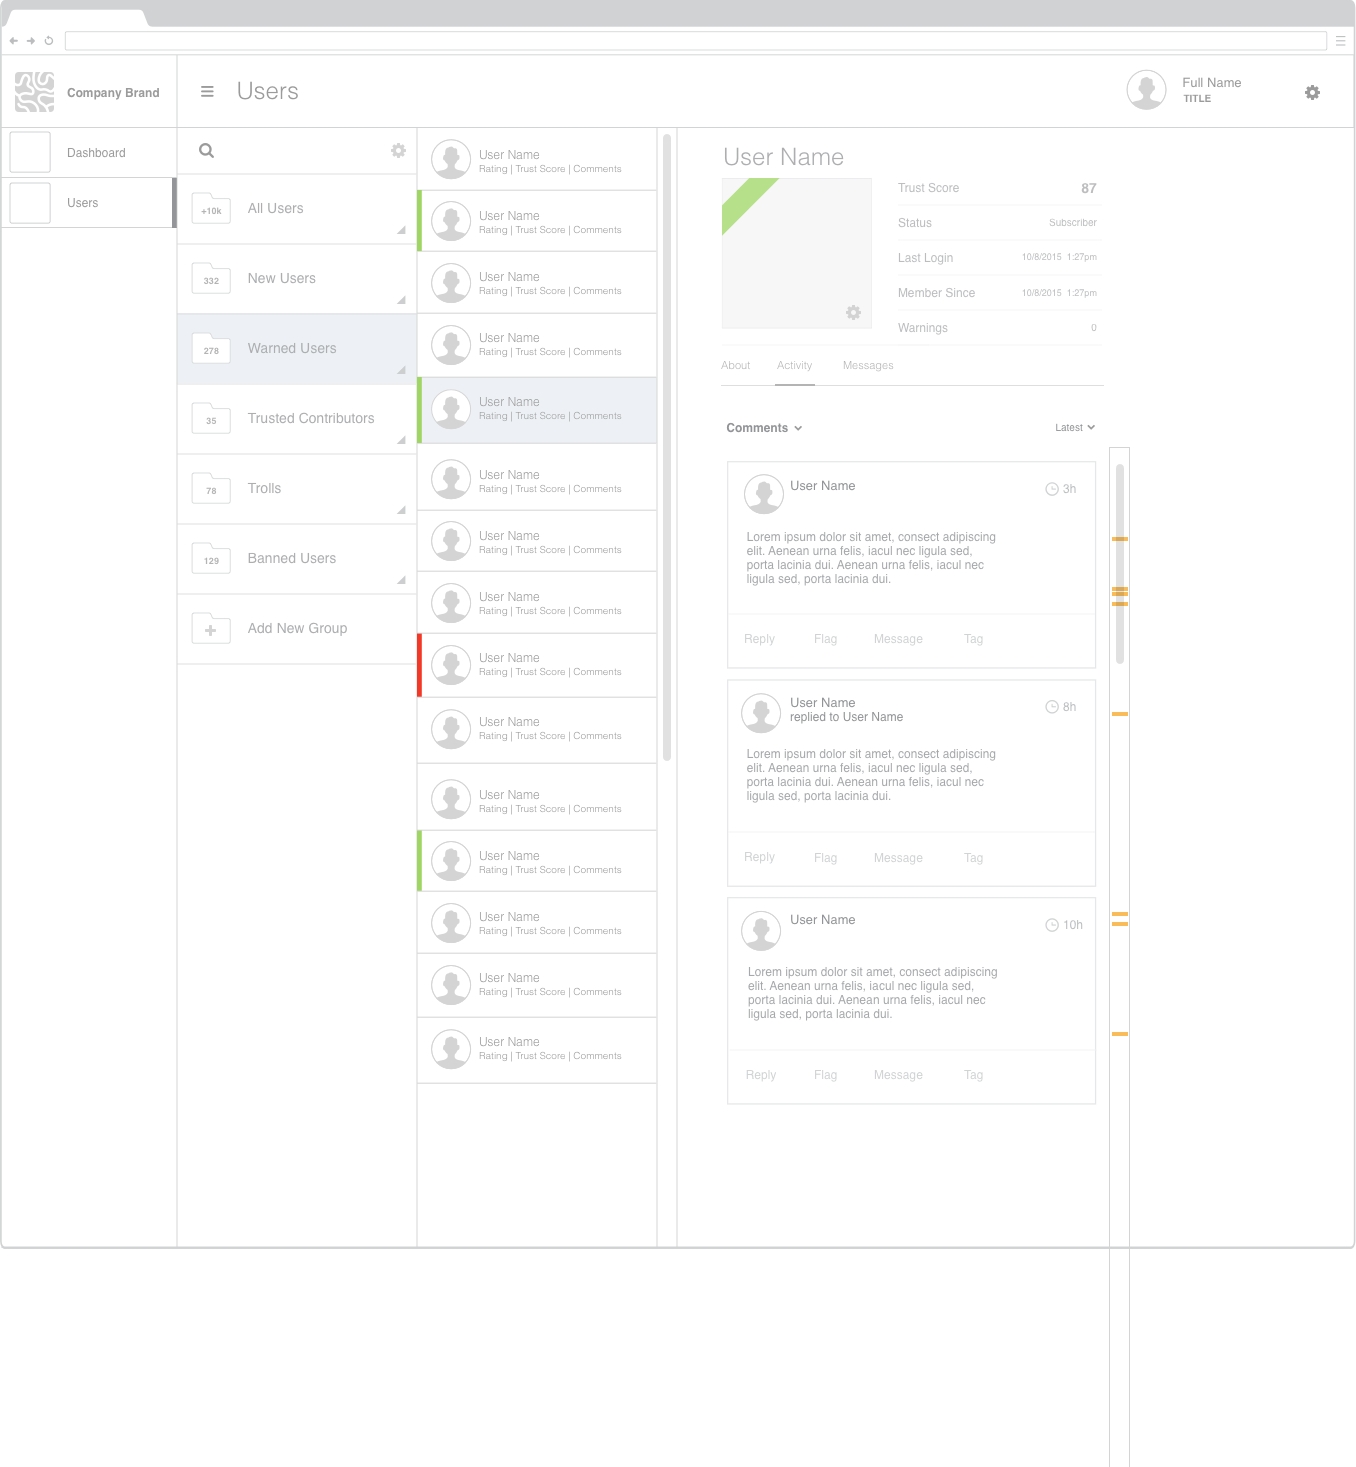 Company Brand
Users
Full Name
TITLE
Dashboard
Users
+10k
All Users
332
New Users
278
Warned Users
35
Trusted Contributors
78
Trolls
129
Banned Users
Add New Group
User Name
Rating | Trust Score | Comments
User Name
Rating | Trust Score | Comments
User Name
Rating | Trust Score | Comments
User Name
Rating | Trust Score | Comments
User Name
Rating | Trust Score | Comments
User Name
Rating | Trust Score | Comments
User Name
Rating | Trust Score | Comments
User Name
Rating | Trust Score | Comments
User Name
Rating | Trust Score | Comments
User Name
Rating | Trust Score | Comments
User Name
Rating | Trust Score | Comments
User Name
Rating | Trust Score | Comments
User Name
Rating | Trust Score | Comments
User Name
Rating | Trust Score | Comments
User Name
Rating | Trust Score | Comments
User Name
Trust Score 87
Status Subscriber
Last Login 10/8/2015 1:27pm
Member Since 10/8/2015 1:27pm
Warnings 0
About Activity Messages
Comments Latest
User Name 3h
Lorem ipsum dolor sit amet, consect adipiscing
elit. Aenean urna felis, iacul nec ligula sed,
porta lacinia dui. Aenean urna felis, iacul nec
ligula sed, porta lacinia dui.
Reply Flag Message Tag
User Name 8h
replied to User Name
Lorem ipsum dolor sit amet, consect adipiscing
elit. Aenean urna felis, iacul nec ligula sed,
porta lacinia dui. Aenean urna felis, iacul nec
ligula sed, porta lacinia dui.
Reply Flag Message Tag
User Name 10h
Lorem ipsum dolor sit amet, consect adipiscing
elit. Aenean urna felis, iacul nec ligula sed,
porta lacinia dui. Aenean urna felis, iacul nec
ligula sed, porta lacinia dui.
Reply Flag Message Tag